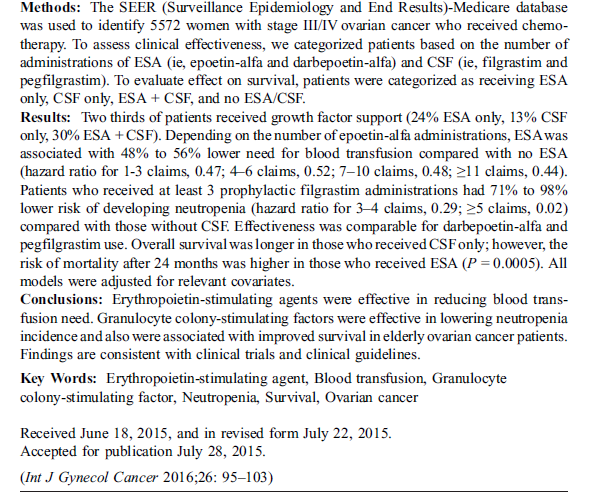 Methods: The SEER (Surveillance Epidemiology and End Results)-Medicare database
was used to identify 5572 women with stage III/IV ovarian cancer who received chemo-
therapy. To assess clinical effectiveness, we categorized patients based on the number of
administrations of ESA (ie, epoetin-alfa and darbepoetin-alfa) and CSF (ie, filgrastim and
pegfilgrastim). To evaluate effect on survival, patients were categorized as receiving ESA
only, CSF only, ESA + CSF, and no ESA/CSF.
Results: Two thirds of patients received growth factor support (24% ESA only, 13% CSF
only, 30% ESA +CSF). Depending on the number of epoetin-alfa administrations, ESA was
associated with 48% to 56% lower need for blood transfusion compared with no ESA
(hazard ratio for 1-3 claims, 0.47; 4–6 claims, 0.52; 7–10 claims, 0.48; ≥11 claims, 0.44).
Patients who received at least 3 prophylactic filgrastim administrations had 71% to 98%
lower risk of developing neutropenia (hazard ratio for 3–4 claims, 0.29; ≥5 claims, 0.02)
compared with those without CSF. Effectiveness was comparable for darbepoetin-alfa and
pegfilgrastim use. Overall survival was longer in those who received CSF only; however, the
risk of mortality after 24 months was higher in those who received ESA (P = 0.0005). All
models were adjusted for relevant covariates.
Conclusions: Erythropoietin-stimulating agents were effective in reducing blood trans-
fusion need. Granulocyte colony-stimulating factors were effective in lowering neutropenia
incidence and also were associated with improved survival in elderly ovarian cancer patients.
Findings are consistent with clinical trials and clinical guidelines.
Key Words: Erythropoietin-stimulating agent, Blood transfusion, Granulocyte
colony-stimulating factor, Neutropenia, Survival, Ovarian cancer
Received June 18, 2015, and in revised form July 22, 2015.
Accepted for publication July 28, 2015.
(Int J Gynecol Cancer 2016;26: 95–103)